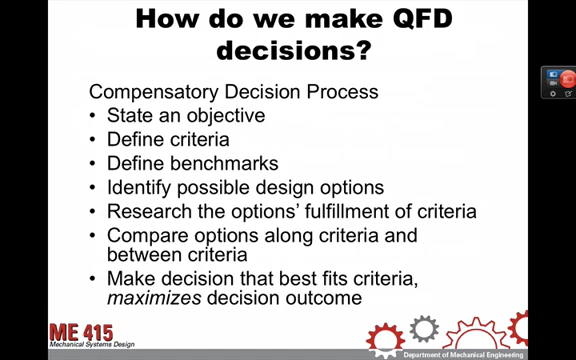 How do we make QFD
decisions?
Compensatory Decision Process
• State an objective
• Define criteria
• Define benchmarks
• Identify possible design options
• Research the options' fulfillment of criteria
• Compare options along criteria and
between criteria
• Make decision that best fits criteria,
maximizes decision outcome
ME 415
Mechanical Systems Design
Department of Mechanical Engineering